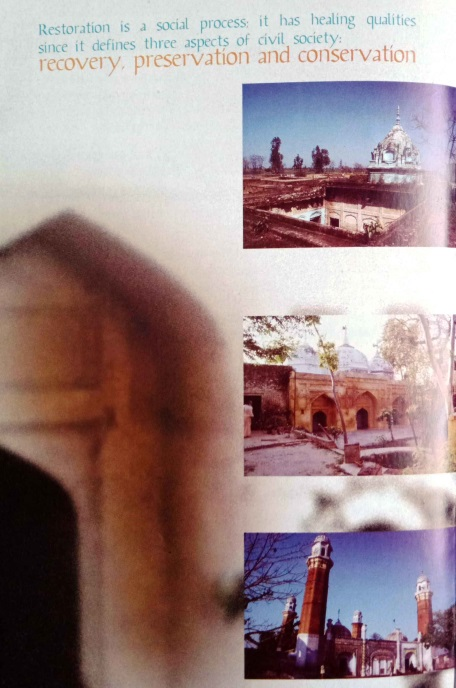 Restoration is a social process: it has healing qualities
since it defines three aspects of civil society:
recovery, preservation and conservation